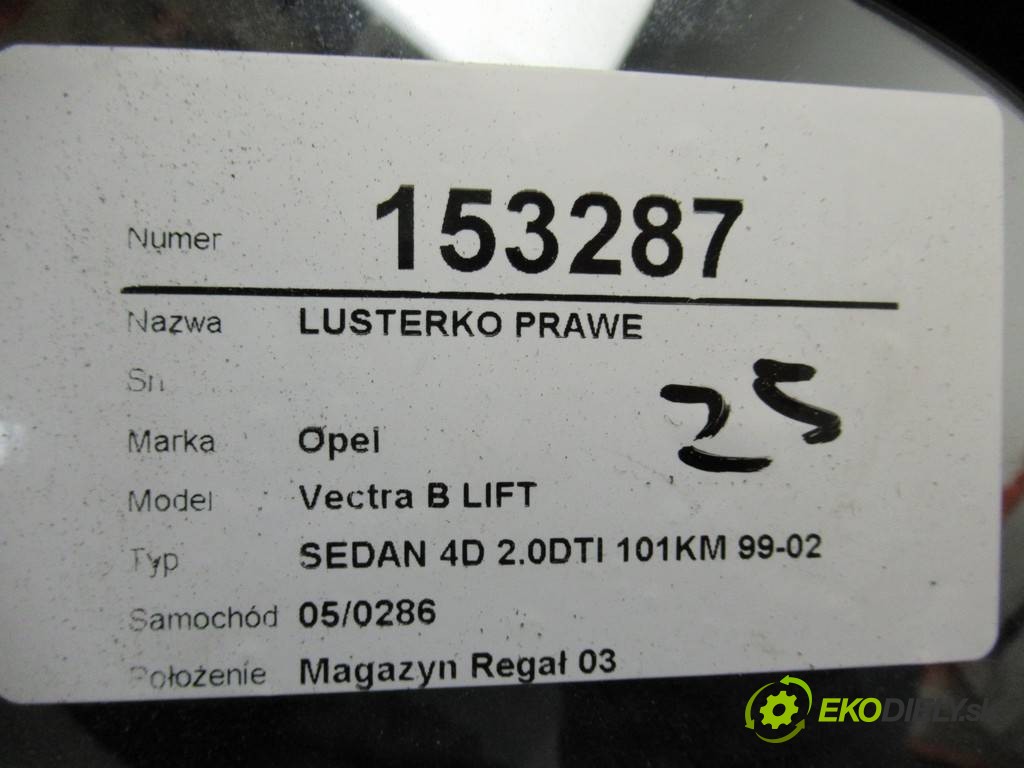 Numer 153287
Nazwa LUSTERKO PRAWE
Sn
25
Marka Opel
Model Vectra B LIFT
Typ SEDAN 4D 2.0DTI 101KM 99-02
Samochód 05/0286
Położenie Magazyn Regał 03
EKODIELY.sk